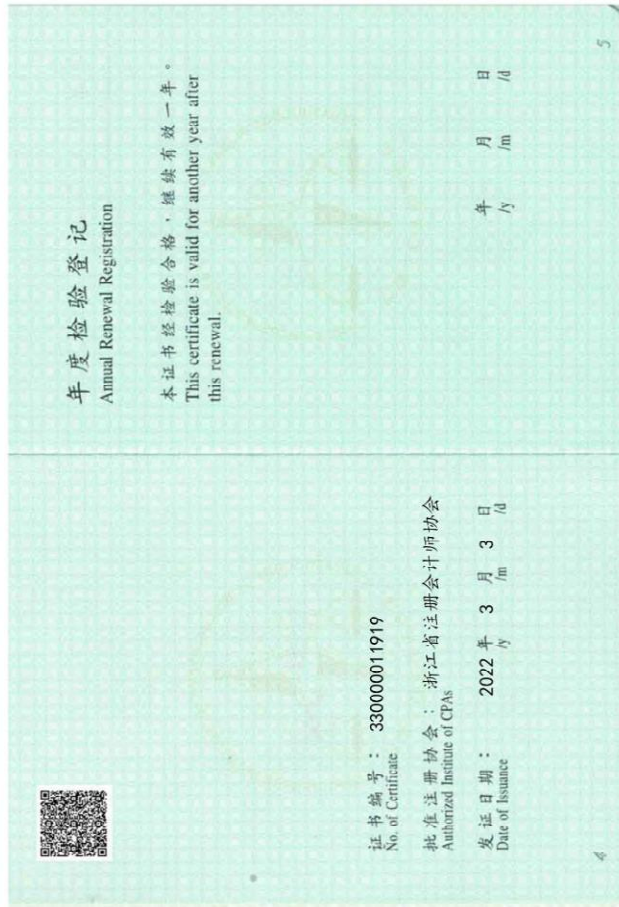 证书编号： 330000011919
No. of Certificate
批准注册协会： 浙江省注册会计师协会
Authorized Institute of CPAs
发证日期： 2022 年 3 月 3 日
Date of Issuance /y /m /d
4
年度检验登记
Annual Renewal Registration
本证书经检验合格，继续有效一年。
This certificate is valid for another year after
this renewal.
年 月 日
/y /m /d
5